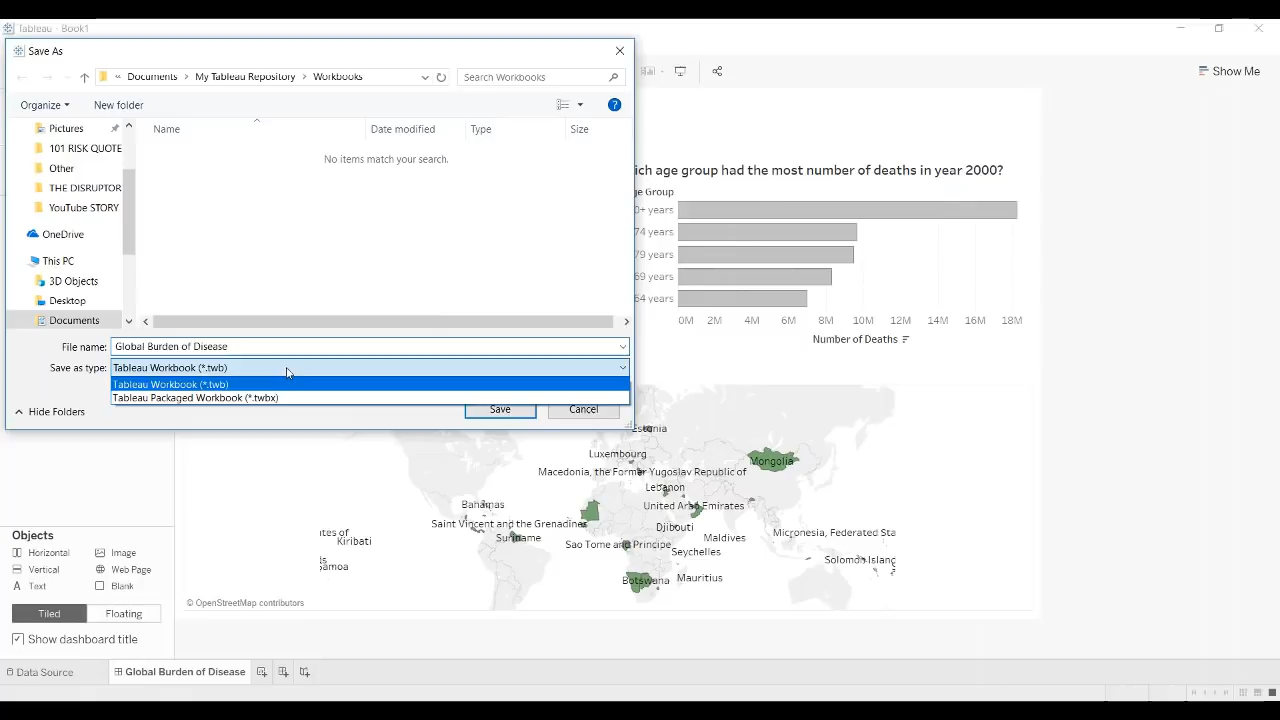 Tableau - Book1
Save As
« Documents > My Tableau Repository > Workbooks
Search Workbooks
Organize
New folder
?
Show Me
Pictures
101 RISK QUOTE
Other
THE DISRUPTOR
YouTube STORY
OneDrive
This PC
3D Objects
Desktop
Documents
Name
Date modified
Type
Size
No items match your search.
File name:
Global Burden of Disease
Save as type:
Tableau Workbook (*.twb)
Tableau Workbook (*.twb)
Tableau Packaged Workbook (*.twbx)
Hide Folders
Save
Cancel
ich age group had the most number of deaths in year 2000?
ge Group
0+ years
74 years
79 years
69 years
64 years
0M 2M 4M 6M 8M 10M 12M 14M 16M 18M
Number of Deaths
Estonia
Luxembourg
Mongolia
Macedonia, the Former Yugoslav Republic of
Lebanon
Bahamas
United Arab Emirates
Saint Vincent and the Grenadines
Djibouti
Suriname
Maldives
Micronesia, Federated Sta
tes of
Kiribati
Sao Tome and Principe
Seychelles
Solomon Islanc
is
amoa
Botswana
Mauritius
© OpenStreetMap contributors
Objects
Horizontal
Image
Vertical
Web Page
A Text
Blank
Tiled
Floating
Show dashboard title
Data Source
Global Burden of Disease